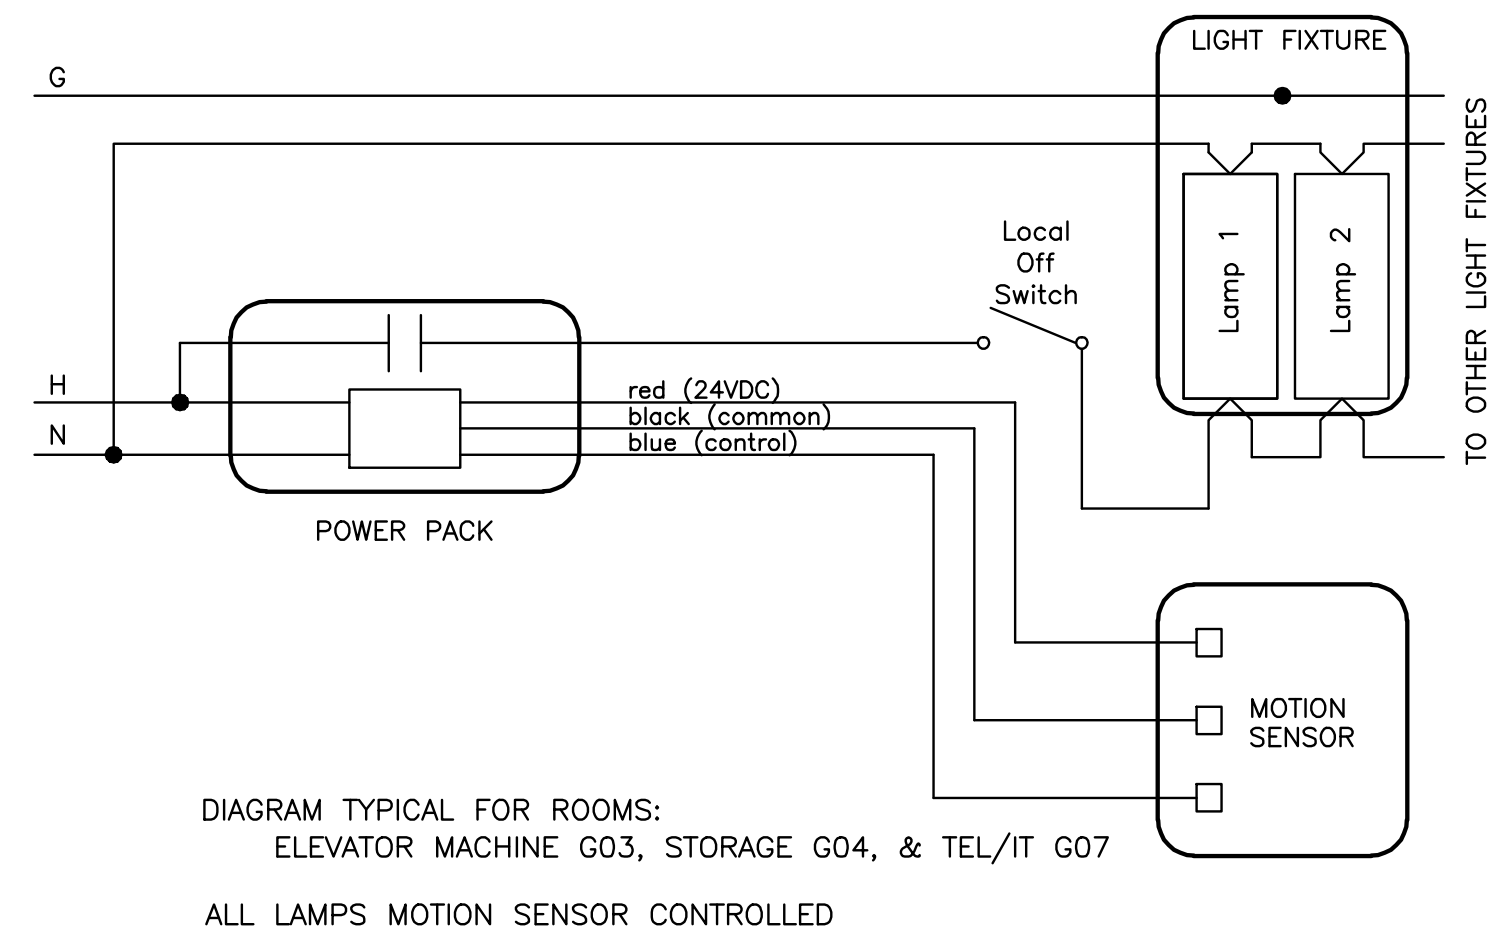 LIGHT FIXTURE
G
TO OTHER LIGHT FIXTURES
Lamp 1
Lamp 2
Local
Off
Switch
H
red (24VDC)
black (common)
N
blue (control)
POWER PACK
MOTION
SENSOR
DIAGRAM TYPICAL FOR ROOMS:
ELEVATOR MACHINE G03, STORAGE G04, & TEL/IT G07
ALL LAMPS MOTION SENSOR CONTROLLED